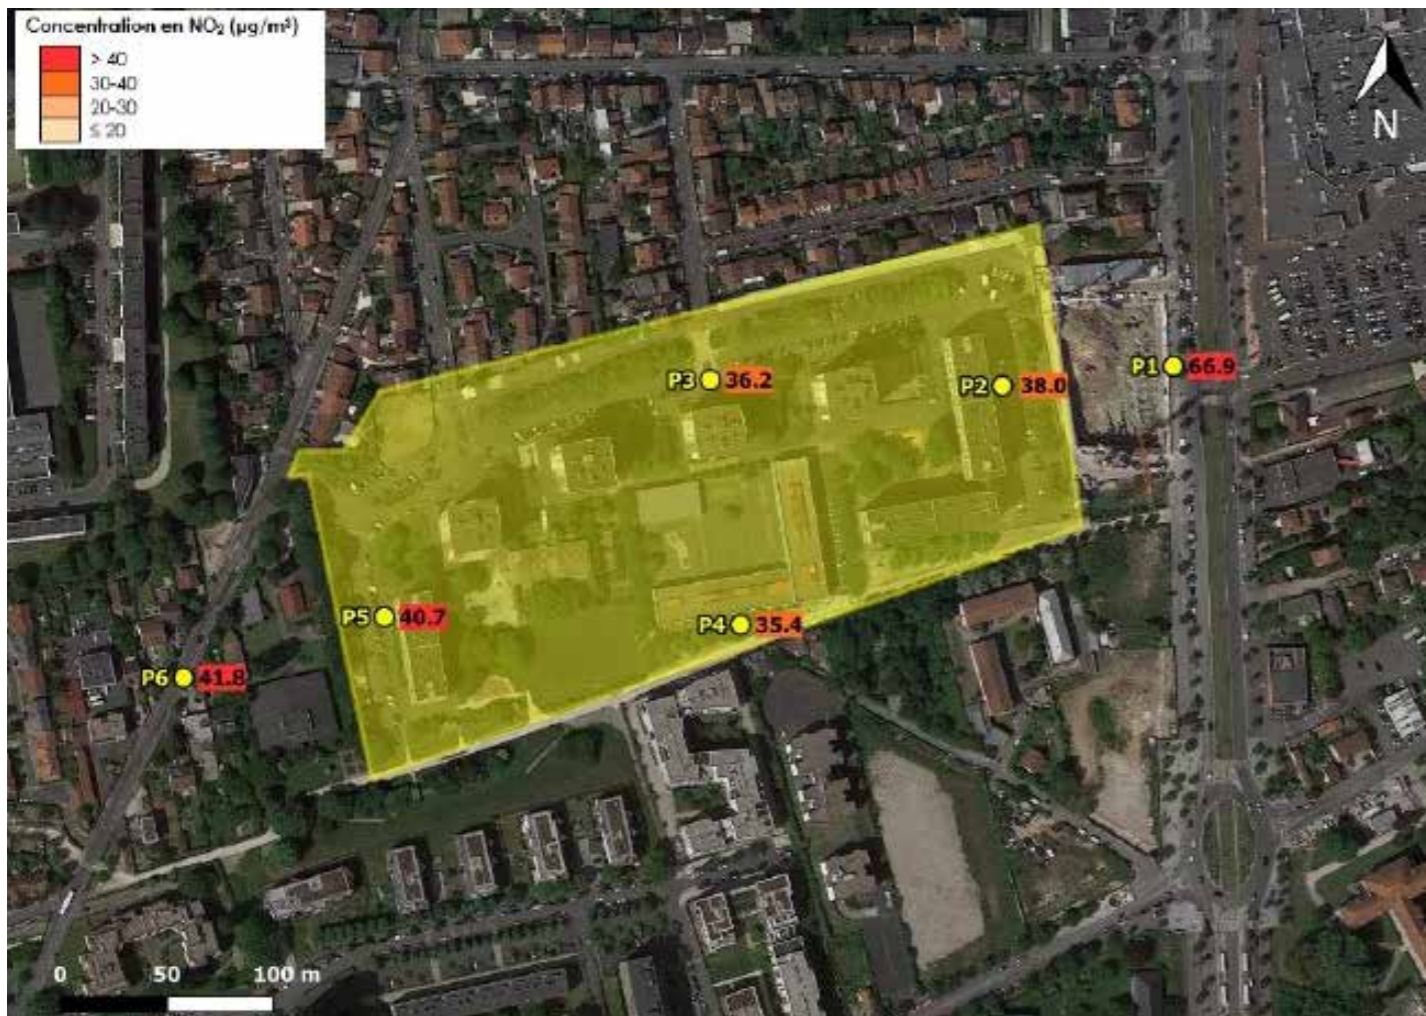 Concentration en NO₂ (µg/m³)
> 40
30-40
20-30
≤ 20
N
P1 66.9
P3 36.2
P2 38.0
P5 40.7
P4 35.4
P6 41.8
0 50 100 m